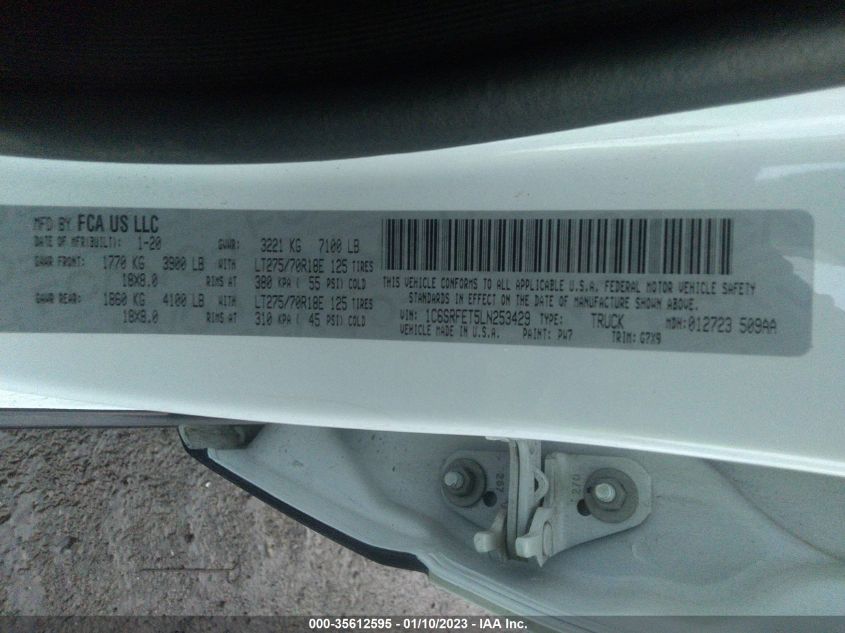 MFD BY FCA US LLC
DATE OF MFR(BUILT): 1-20 GVWR: 3221 KG 7100 LB
GAWR FRONT: 1770 KG 3900 LB WITH LT275/70R18E 125 TIRES
18X8.0 RIMS AT 380 KPA ( 55 PSI) COLD
GAWR REAR: 1860 KG 4100 LB WITH LT275/70R18E 125 TIRES
18X8.0 RIMS AT 310 KPA ( 45 PSI) COLD
THIS VEHICLE CONFORMS TO ALL APPLICABLE U.S.A. FEDERAL MOTOR VEHICLE SAFETY
STANDARDS IN EFFECT ON THE DATE OF MANUFACTURE SHOWN ABOVE.
VIN: 1C6SRFET5LN253429 TYPE: TRUCK MDH: 012723 509AA
VEHICLE MADE IN U.S.A. PAINT: PW7 TRIM: G7X9
267
270
000-35612595 - 01/10/2023 - IAA Inc.